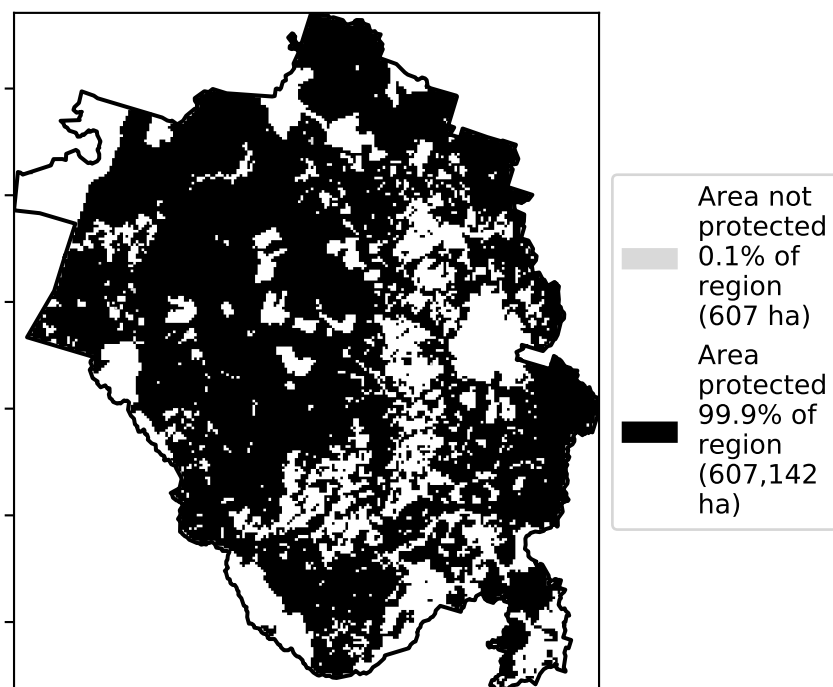 Area not
protected
0.1% of
region
(607 ha)
Area
protected
99.9% of
region
(607,142
ha)